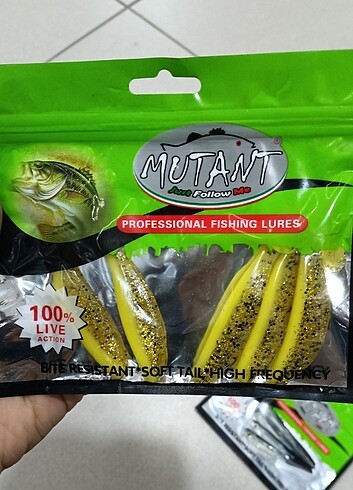 MUTANT
Just Follow Me
PROFESSIONAL FISHING LURES
100%
LIVE
ACTION
BITE RESISTANT*SOFT TAIL*HIGH FREQUENCY